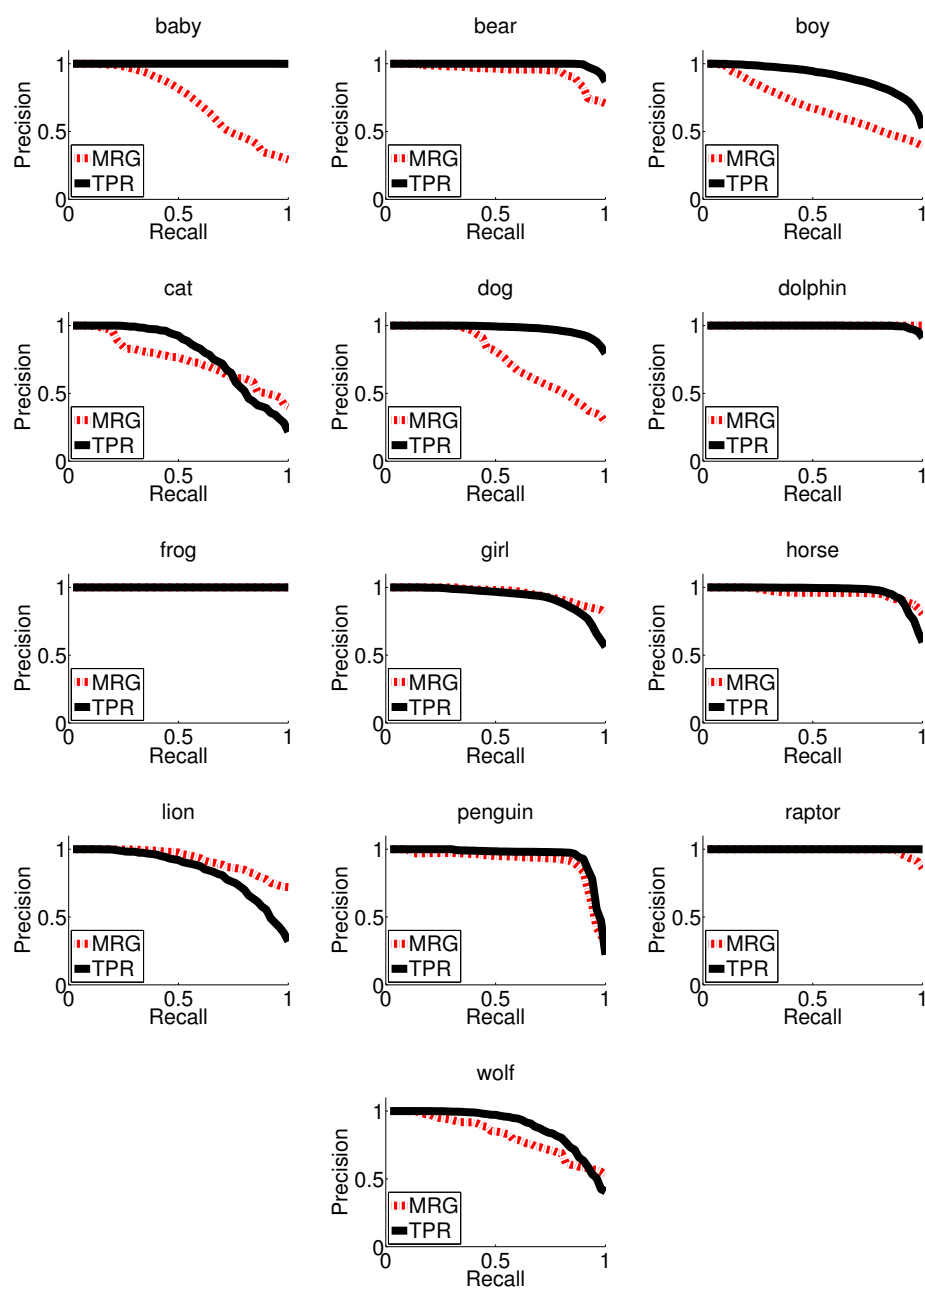 baby
1
0.5
0
Precision
MRG
TPR
0 0.5 1
Recall
bear
1
0.5
0
Precision
MRG
TPR
0 0.5 1
Recall
boy
1
0.5
0
Precision
MRG
TPR
0 0.5 1
Recall
cat
1
0.5
0
Precision
MRG
TPR
0 0.5 1
Recall
dog
1
0.5
0
Precision
MRG
TPR
0 0.5 1
Recall
dolphin
1
0.5
0
Precision
MRG
TPR
0 0.5 1
Recall
frog
1
0.5
0
Precision
MRG
TPR
0 0.5 1
Recall
girl
1
0.5
0
Precision
MRG
TPR
0 0.5 1
Recall
horse
1
0.5
0
Precision
MRG
TPR
0 0.5 1
Recall
lion
1
0.5
0
Precision
MRG
TPR
0 0.5 1
Recall
penguin
1
0.5
0
Precision
MRG
TPR
0 0.5 1
Recall
raptor
1
0.5
0
Precision
MRG
TPR
0 0.5 1
Recall
wolf
1
0.5
0
Precision
MRG
TPR
0 0.5 1
Recall